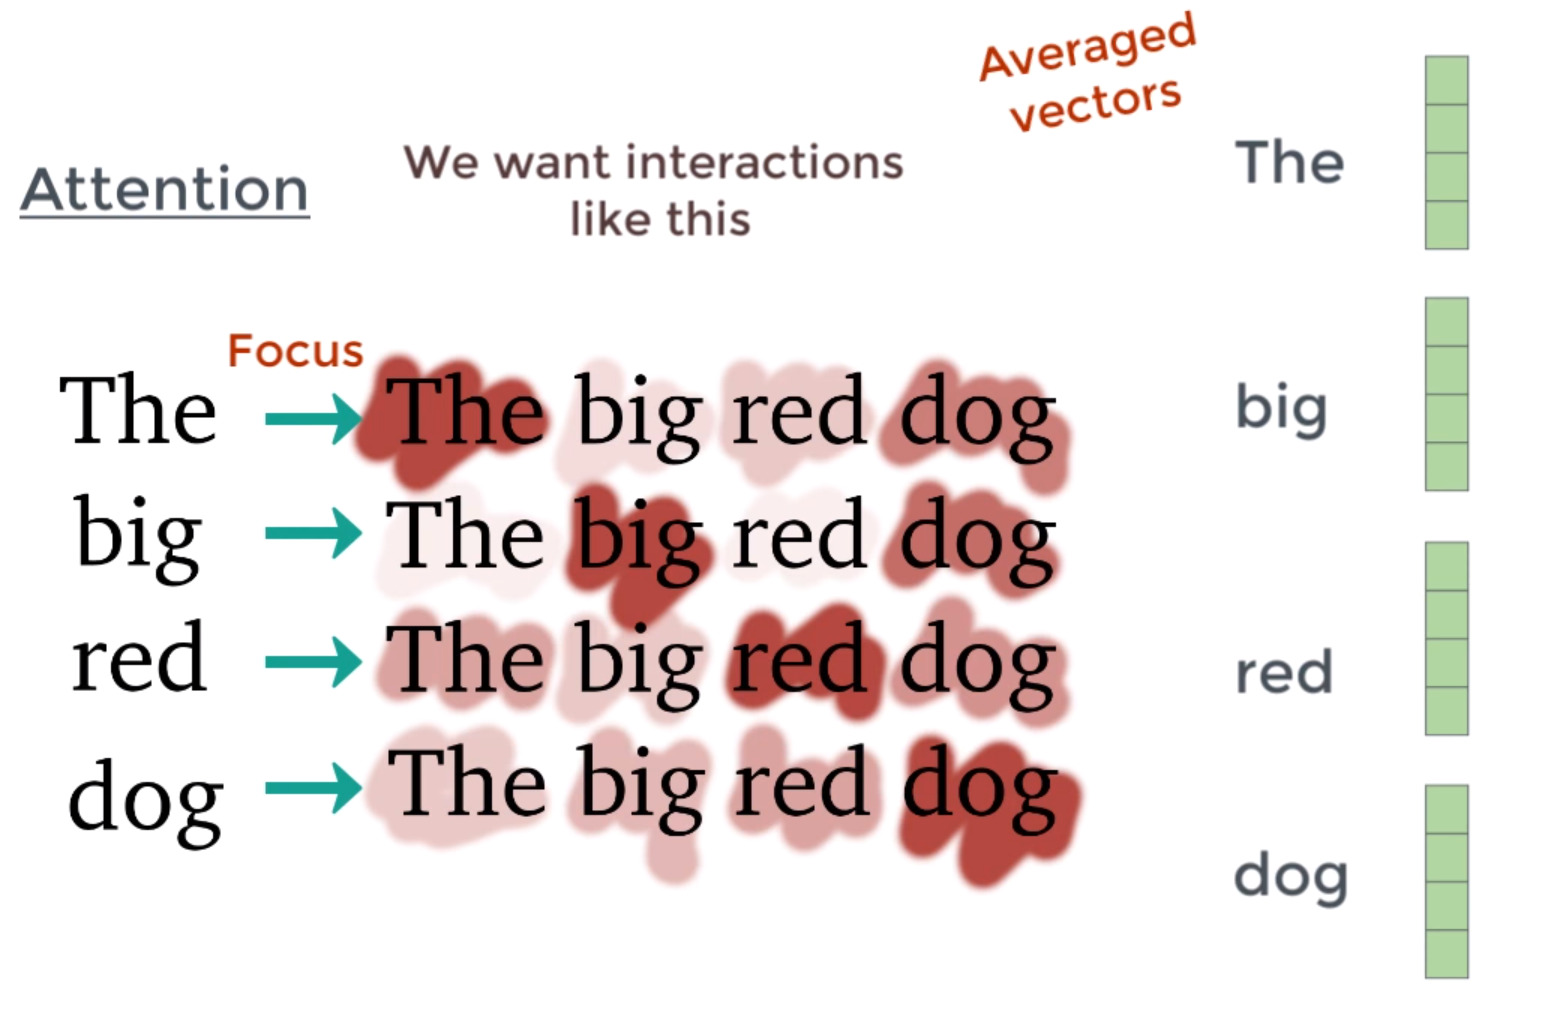 Averaged
vectors
Attention
We want interactions
like this
The
Focus
The The big red dog
big
big The big red dog
red The big red dog
red
dog The big red dog
dog